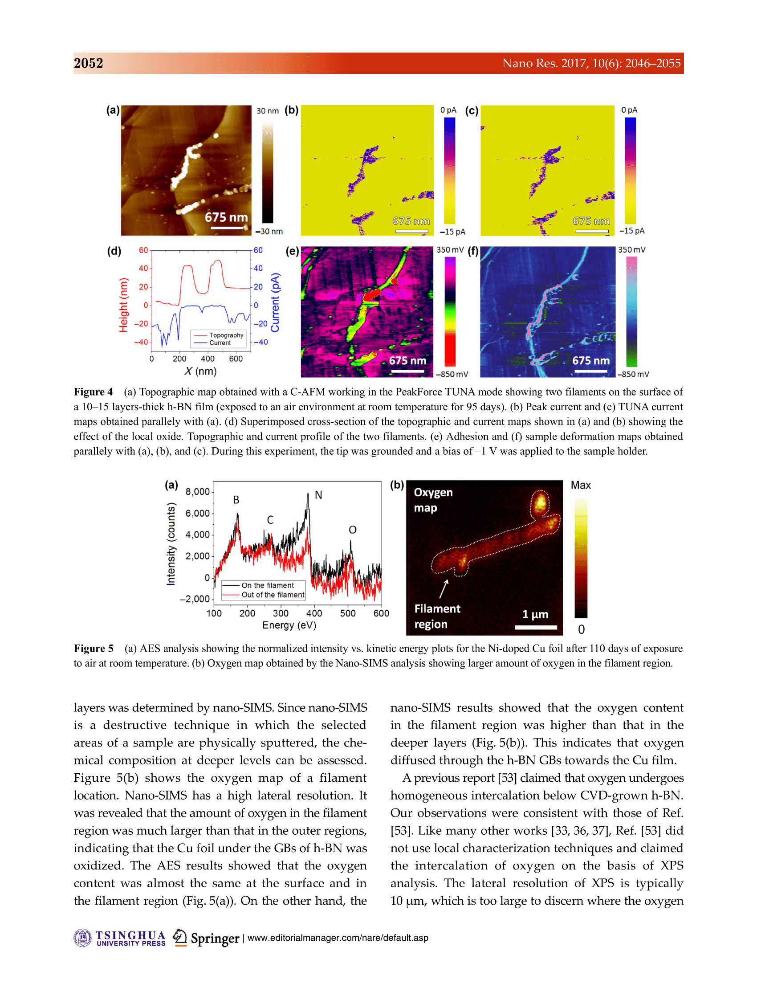 2052
Nano Res. 2017, 10(6): 2046–2055
(a)
30 nm
–30 nm
675 nm
(b)
0 pA
–15 pA
675 nm
(c)
0 pA
–15 pA
675 nm
(d)
60
40
20
0
–20
–40
Height (nm)
60
40
20
0
–20
–40
Current (pA)
Topography
Current
0 200 400 600
X (nm)
(e)
350 mV
–850 mV
675 nm
(f)
350 mV
–850 mV
675 nm
Figure 4 (a) Topographic map obtained with a C-AFM working in the PeakForce TUNA mode showing two filaments on the surface of
a 10–15 layers-thick h-BN film (exposed to an air environment at room temperature for 95 days). (b) Peak current and (c) TUNA current
maps obtained parallely with (a). (d) Superimposed cross-section of the topographic and current maps shown in (a) and (b) showing the
effect of the local oxide. Topographic and current profile of the two filaments. (e) Adhesion and (f) sample deformation maps obtained
parallely with (a), (b), and (c). During this experiment, the tip was grounded and a bias of –1 V was applied to the sample holder.
(a)
8,000
6,000
4,000
2,000
0
–2,000
Intensity (counts)
B
C
N
O
On the filament
Out of the filament
100 200 300 400 500 600
Energy (eV)
(b)
Oxygen
map
Filament
region
1 μm
Max
0
Figure 5 (a) AES analysis showing the normalized intensity vs. kinetic energy plots for the Ni-doped Cu foil after 110 days of exposure
to air at room temperature. (b) Oxygen map obtained by the Nano-SIMS analysis showing larger amount of oxygen in the filament region.
layers was determined by nano-SIMS. Since nano-SIMS
is a destructive technique in which the selected
areas of a sample are physically sputtered, the che-
mical composition at deeper levels can be assessed.
Figure 5(b) shows the oxygen map of a filament
location. Nano-SIMS has a high lateral resolution. It
was revealed that the amount of oxygen in the filament
region was much larger than that in the outer regions,
indicating that the Cu foil under the GBs of h-BN was
oxidized. The AES results showed that the oxygen
content was almost the same at the surface and in
the filament region (Fig. 5(a)). On the other hand, the
nano-SIMS results showed that the oxygen content
in the filament region was higher than that in the
deeper layers (Fig. 5(b)). This indicates that oxygen
diffused through the h-BN GBs towards the Cu film.
A previous report [53] claimed that oxygen undergoes
homogeneous intercalation below CVD-grown h-BN.
Our observations were consistent with those of Ref.
[53]. Like many other works [33, 36, 37], Ref. [53] did
not use local characterization techniques and claimed
the intercalation of oxygen on the basis of XPS
analysis. The lateral resolution of XPS is typically
10 μm, which is too large to discern where the oxygen
TSINGHUA
UNIVERSITY PRESS
Springer | www.editorialmanager.com/nare/default.asp